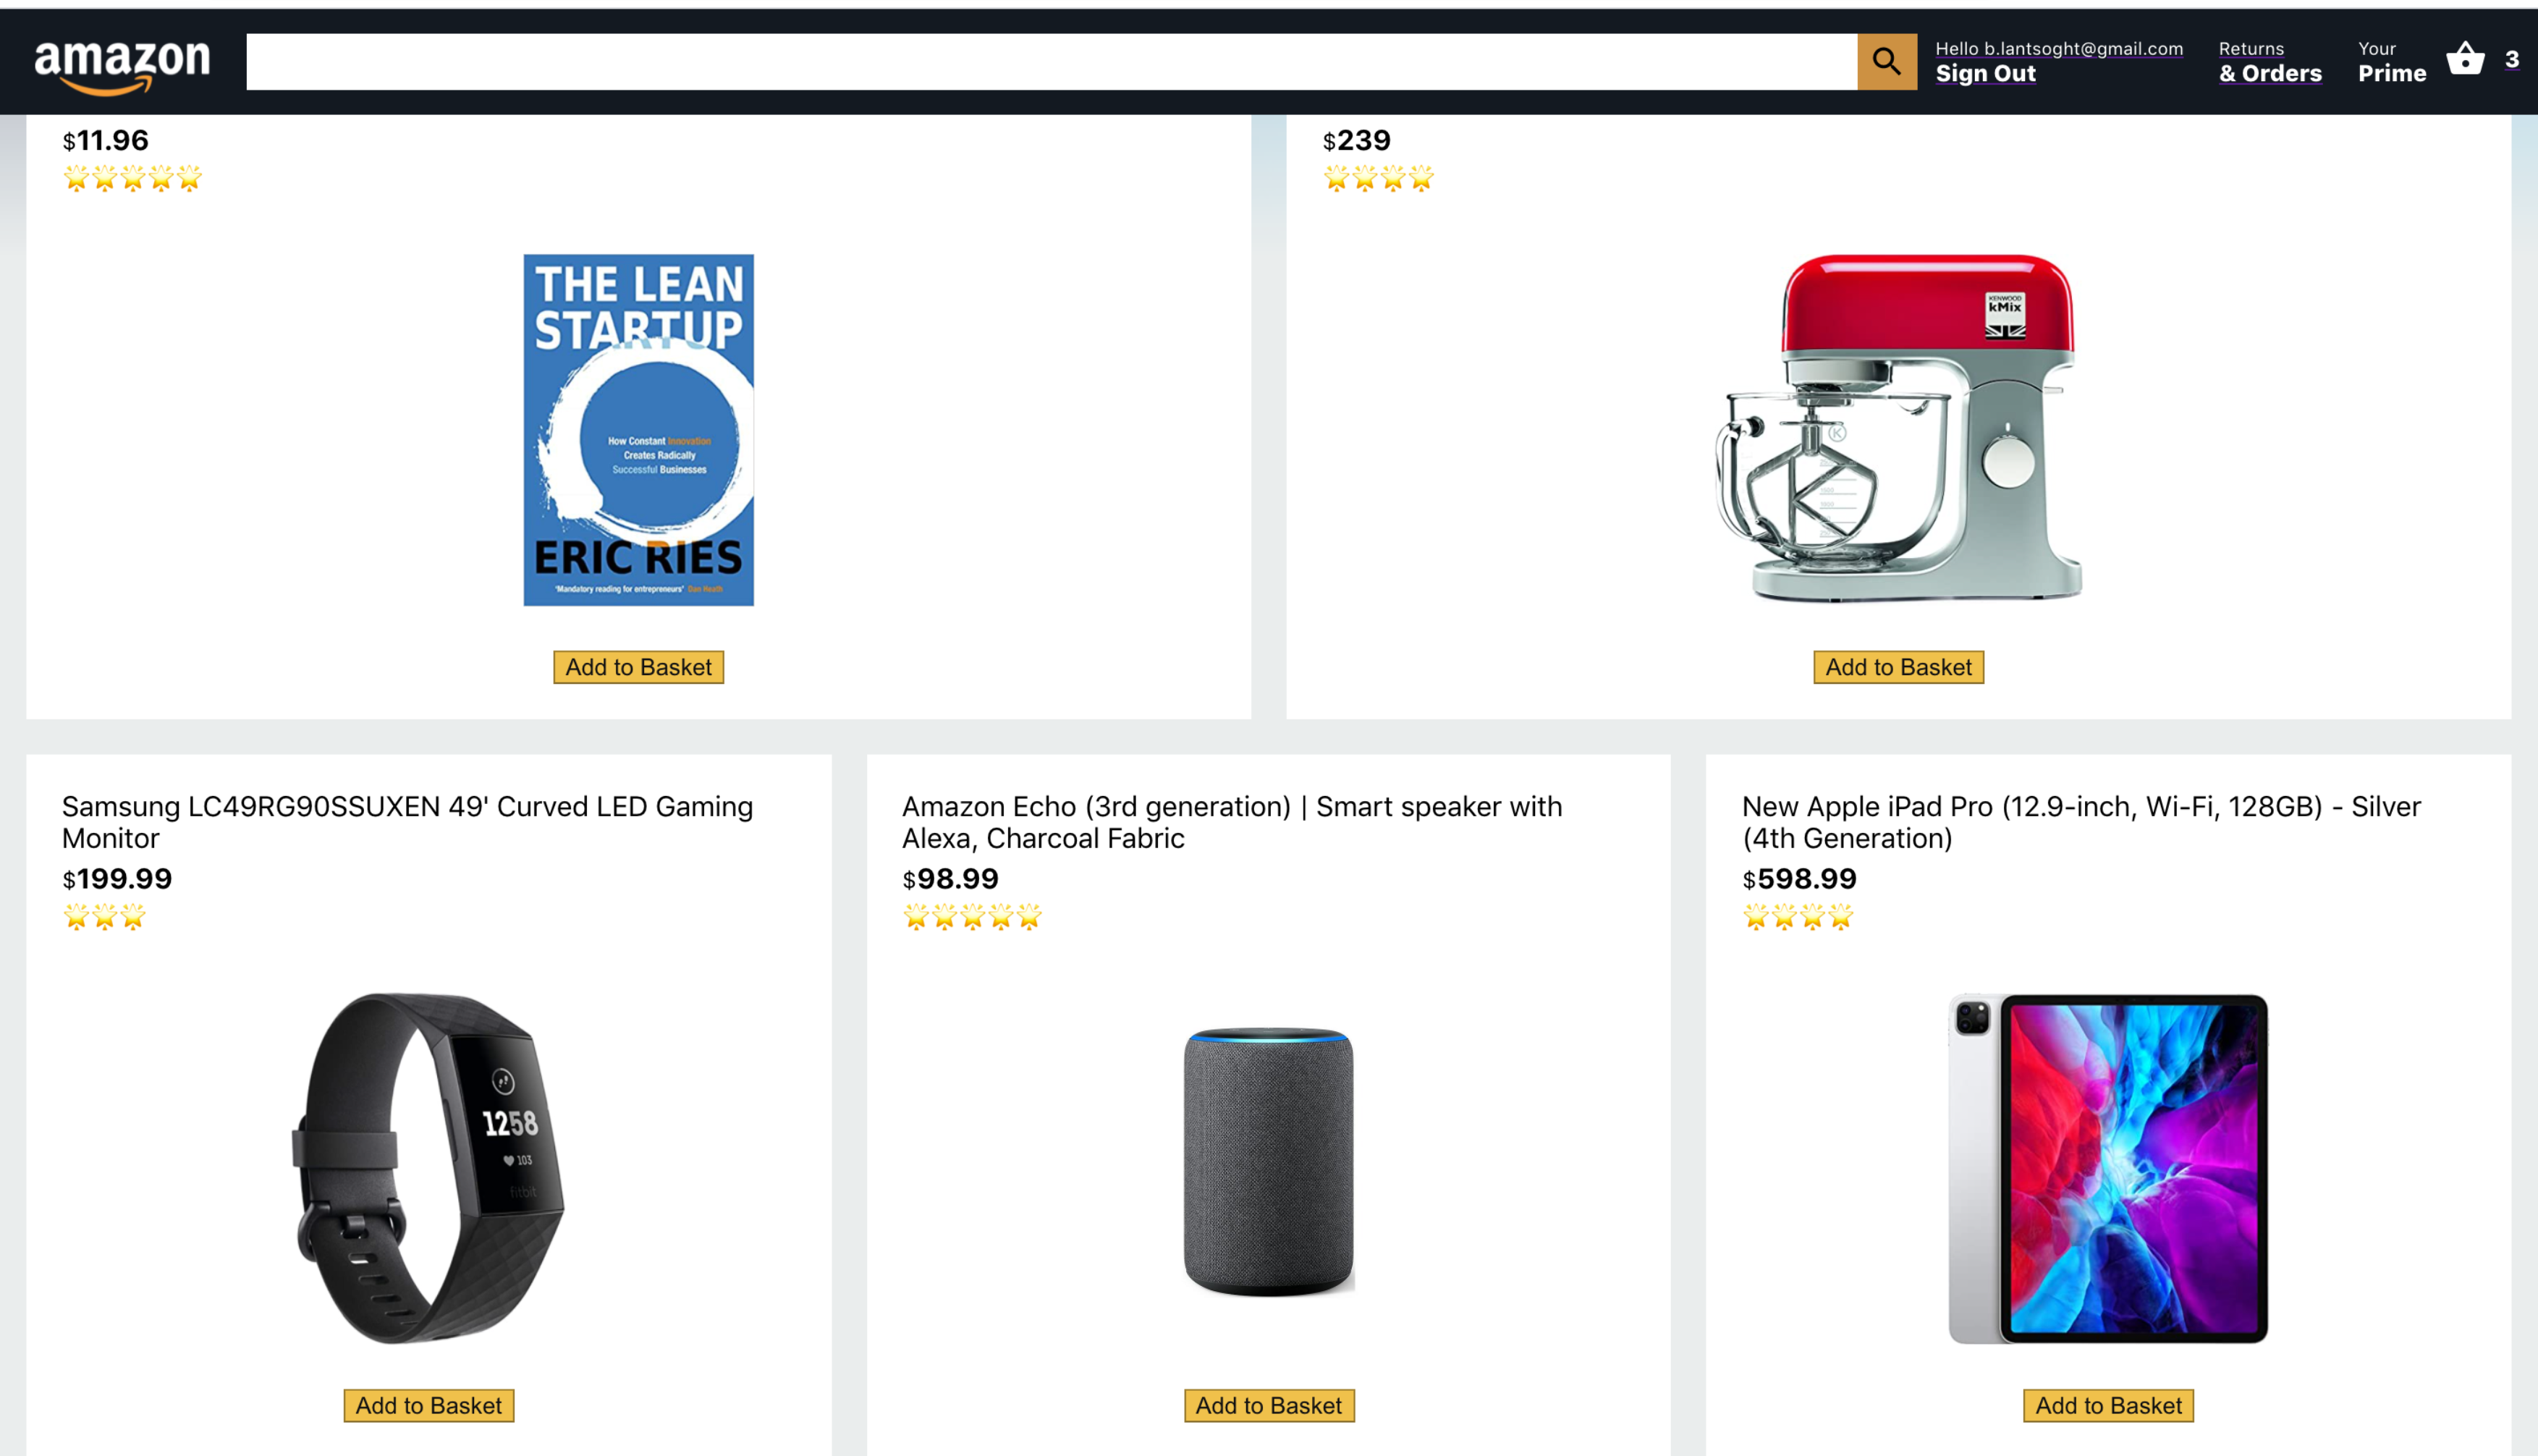 amazon
Hello b.lantsoght@gmail.com
Sign Out
Returns
& Orders
Your
Prime
3
$11.96
$239
THE LEAN
STARTUP
How Constant Innovation
Creates Radically
Successful Businesses
ERIC RIES
'Mandatory reading for entrepreneurs' Dan Heath
KENWOOD
kMix
K
Add to Basket
Add to Basket
Samsung LC49RG90SSUXEN 49' Curved LED Gaming
Monitor
$199.99
Amazon Echo (3rd generation) | Smart speaker with
Alexa, Charcoal Fabric
$98.99
New Apple iPad Pro (12.9-inch, Wi-Fi, 128GB) - Silver
(4th Generation)
$598.99
1258
103
fitbit
Add to Basket
Add to Basket
Add to Basket